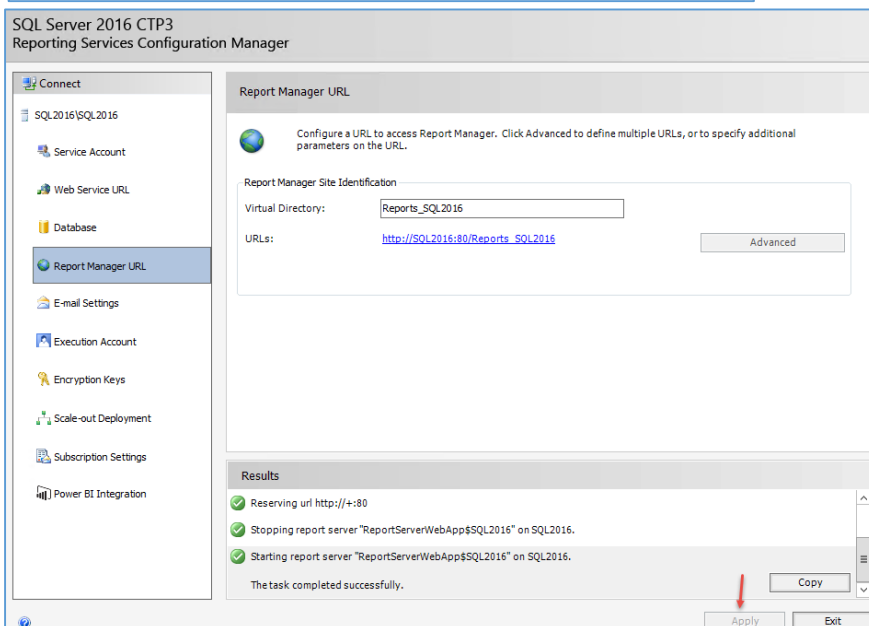 SQL Server 2016 CTP3
Reporting Services Configuration Manager
Connect
SQL2016\SQL2016
Service Account
Web Service URL
Database
Report Manager URL
E-mail Settings
Execution Account
Encryption Keys
Scale-out Deployment
Subscription Settings
Power BI Integration
Report Manager URL
Configure a URL to access Report Manager. Click Advanced to define multiple URLs, or to specify additional
parameters on the URL.
Report Manager Site Identification
Virtual Directory: Reports_SQL2016
URLs: http://SQL2016:80/Reports_SQL2016
Advanced
Results
Reserving url http://+:80
Stopping report server "ReportServerWebApp$SQL2016" on SQL2016.
Starting report server "ReportServerWebApp$SQL2016" on SQL2016.
The task completed successfully.
Copy
Apply
Exit